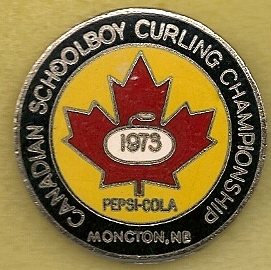 CANADIAN SCHOOLBOY CURLING CHAMPIONSHIP
1973
PEPSI-COLA
MONCTON, NB